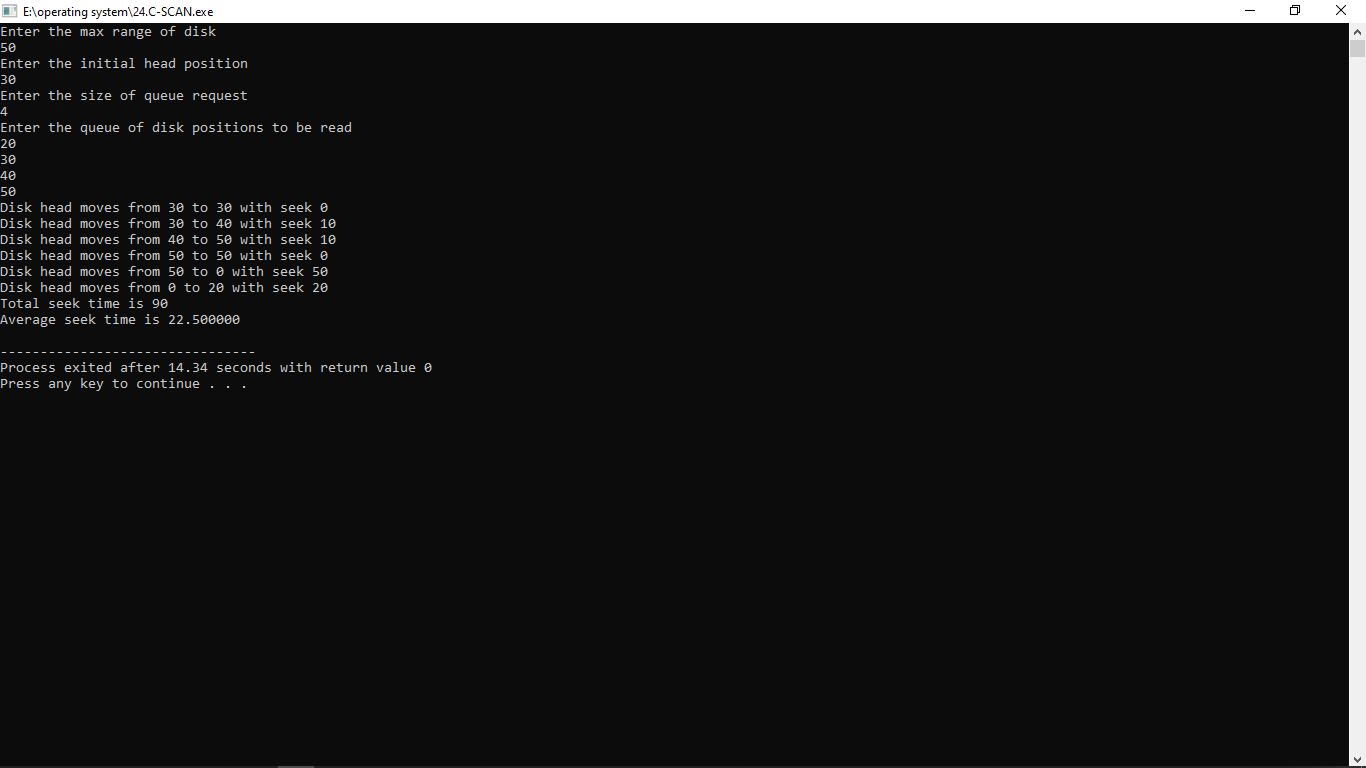 E:\operating system\24.C-SCAN.exe
Enter the max range of disk
50
Enter the initial head position
30
Enter the size of queue request
4
Enter the queue of disk positions to be read
20
30
40
50
Disk head moves from 30 to 30 with seek 0
Disk head moves from 30 to 40 with seek 10
Disk head moves from 40 to 50 with seek 10
Disk head moves from 50 to 50 with seek 0
Disk head moves from 50 to 0 with seek 50
Disk head moves from 0 to 20 with seek 20
Total seek time is 90
Average seek time is 22.500000

--------------------------------
Process exited after 14.34 seconds with return value 0
Press any key to continue . . .